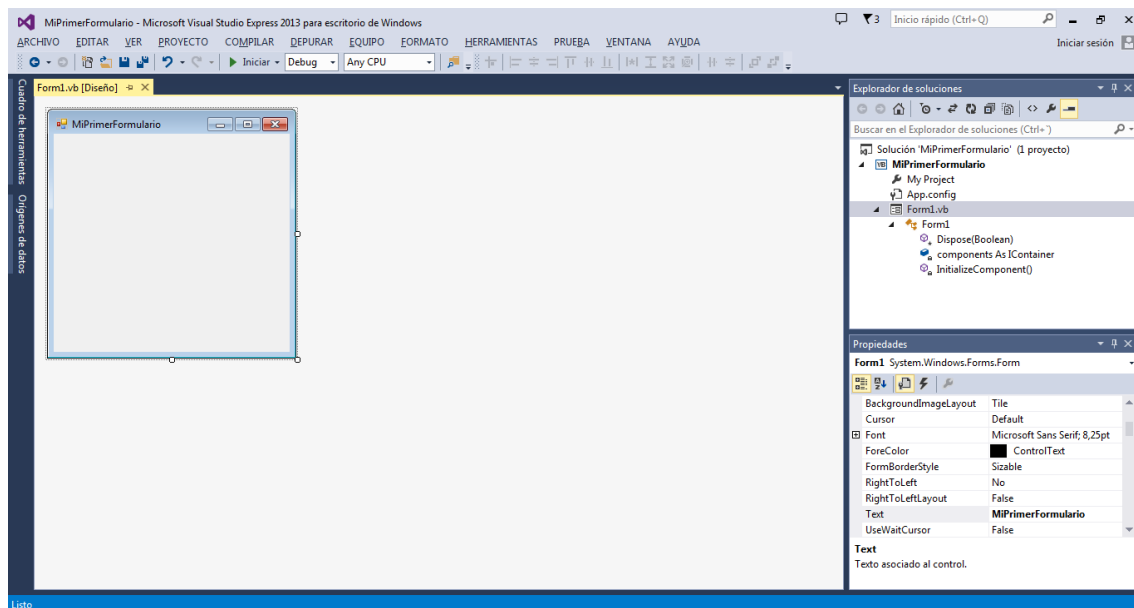 MiPrimerFormulario - Microsoft Visual Studio Express 2013 para escritorio de Windows
3
Inicio rápido (Ctrl+Q)
ARCHIVO EDITAR VER PROYECTO COMPILAR DEPURAR EQUIPO FORMATO HERRAMIENTAS PRUEBA VENTANA AYUDA
Iniciar sesión
Iniciar Debug Any CPU
Cuadro de herramientas
Orígenes de datos
Form1.vb [Diseño]
MiPrimerFormulario
Explorador de soluciones
Buscar en el Explorador de soluciones (Ctrl+¨)
Solución 'MiPrimerFormulario' (1 proyecto)
VB MiPrimerFormulario
My Project
App.config
Form1.vb
Form1
Dispose(Boolean)
components As IContainer
InitializeComponent()
Propiedades
Form1 System.Windows.Forms.Form
BackgroundImageLayout Tile
Cursor Default
Font Microsoft Sans Serif; 8,25pt
ForeColor ControlText
FormBorderStyle Sizable
RightToLeft No
RightToLeftLayout False
Text MiPrimerFormulario
UseWaitCursor False
Text
Texto asociado al control.
Listo